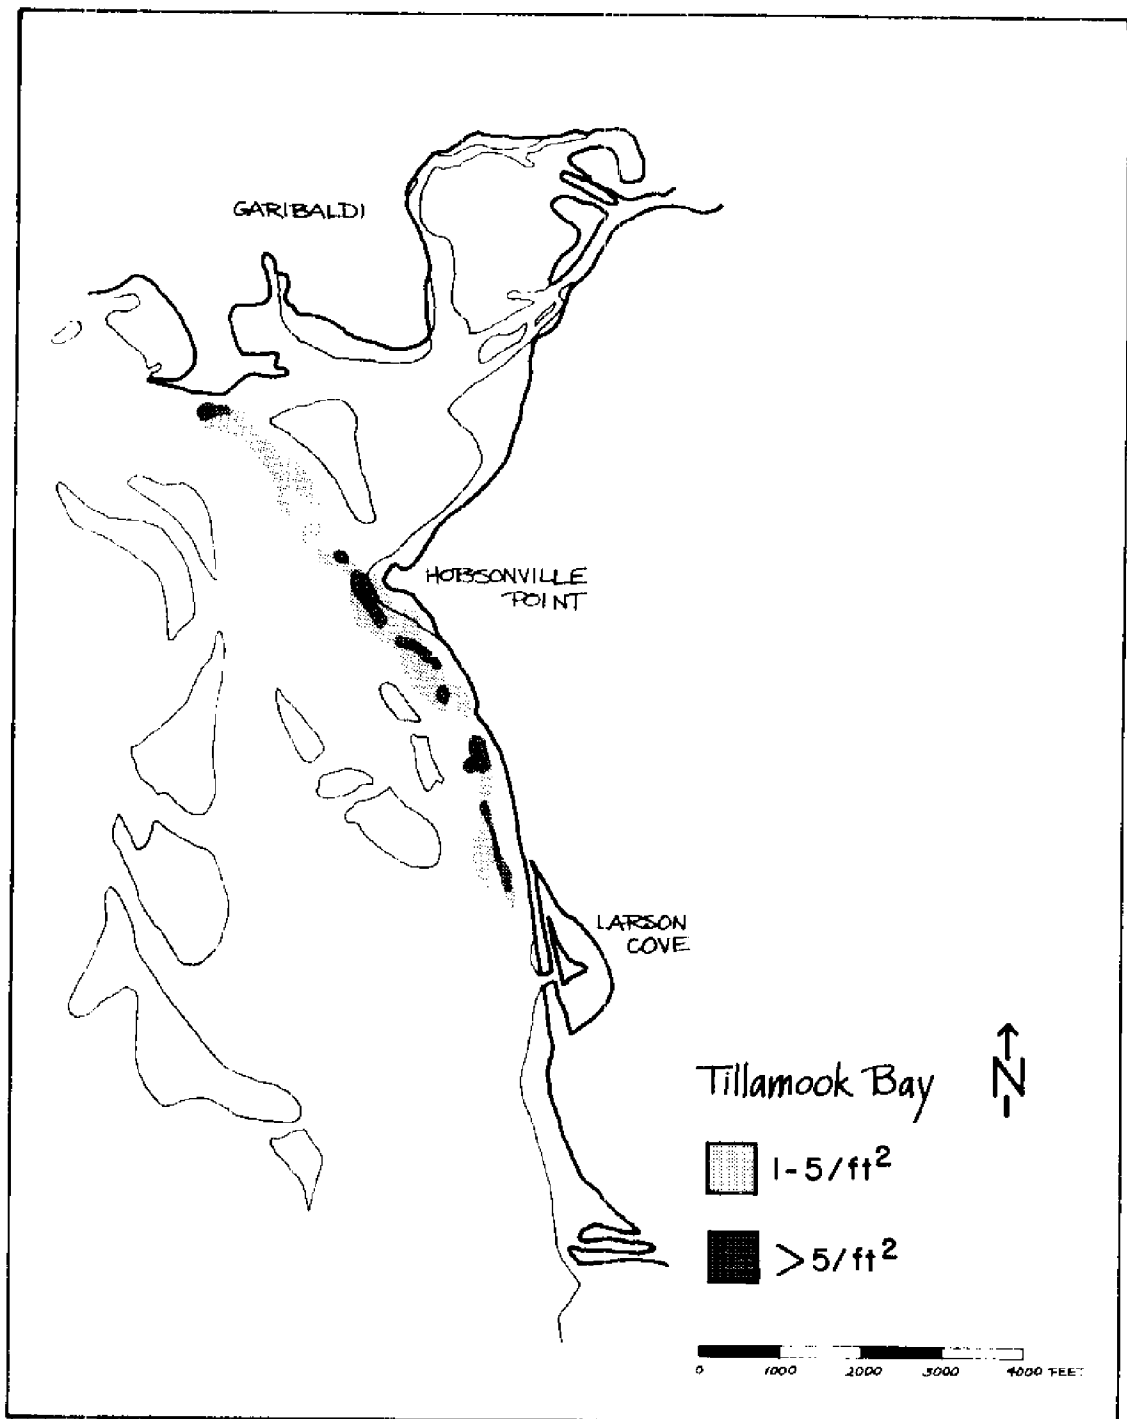 GARIBALDI
HOBSONVILLE
POINT
LARSON
COVE
Tillamook Bay
N
1-5/ft²
>5/ft²
0 1000 2000 3000 4000 FEET